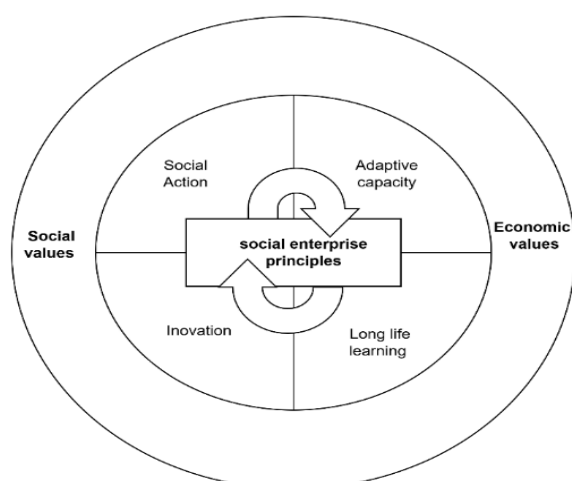 Social
Action
Adaptive
capacity
Social
values
social enterprise
principles
Economic
values
Inovation
Long life
learning